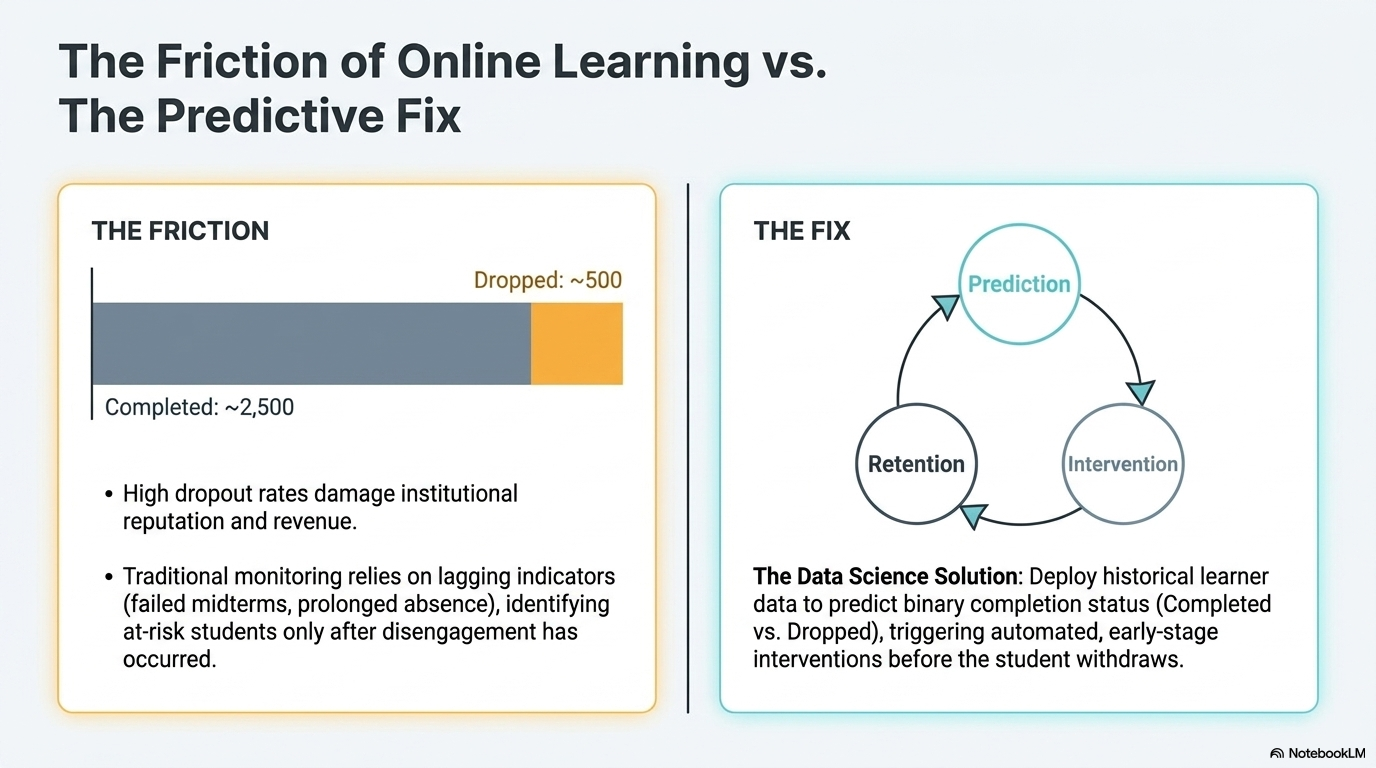 The Friction of Online Learning vs.
The Predictive Fix
THE FRICTION
Dropped: ~500
Completed: ~2,500
• High dropout rates damage institutional
reputation and revenue.
• Traditional monitoring relies on lagging indicators
(failed midterms, prolonged absence), identifying
at-risk students only after disengagement has
occurred.
THE FIX
Prediction
Retention
Intervention
The Data Science Solution: Deploy historical learner
data to predict binary completion status (Completed
vs. Dropped), triggering automated, early-stage
interventions before the student withdraws.
NotebookLM